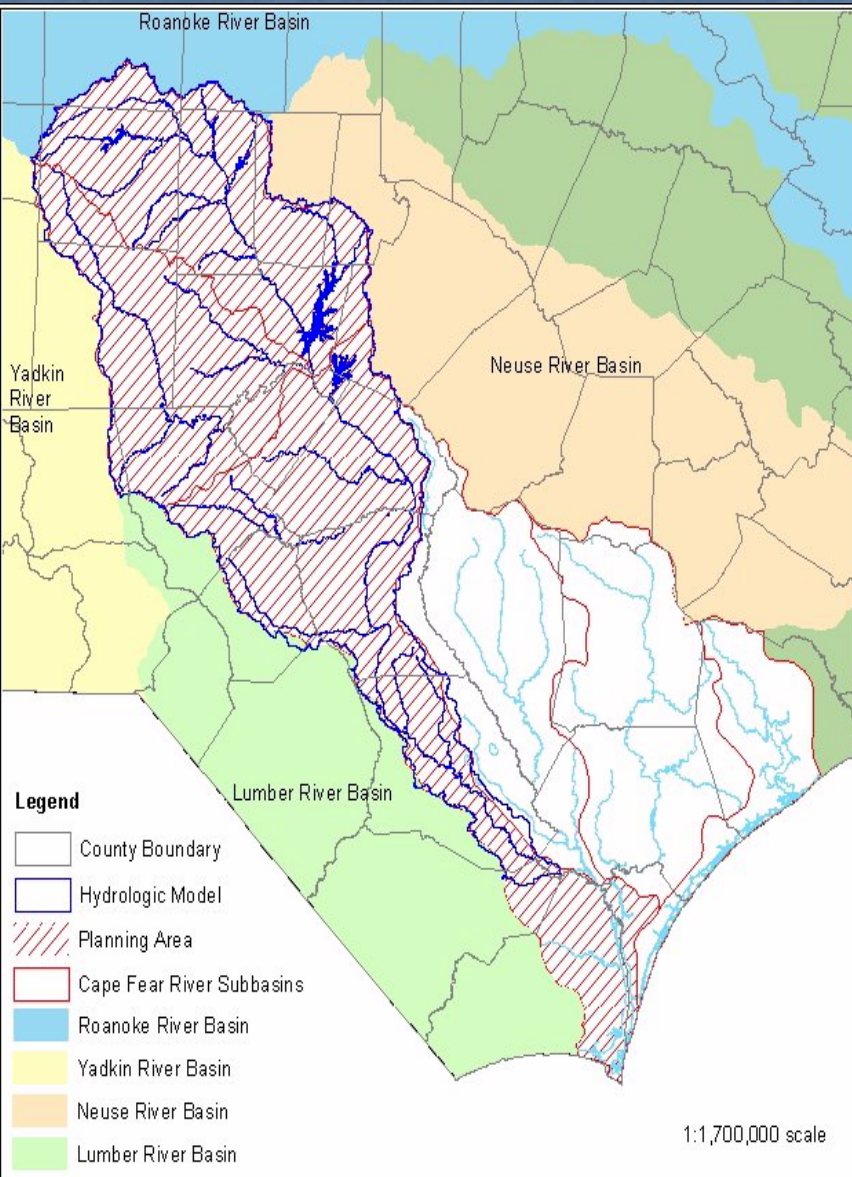 Roanoke River Basin
Yadkin
River
Basin
Neuse River Basin
Lumber River Basin
Legend
County Boundary
Hydrologic Model
Planning Area
Cape Fear River Subbasins
Roanoke River Basin
Yadkin River Basin
Neuse River Basin
Lumber River Basin
1:1,700,000 scale